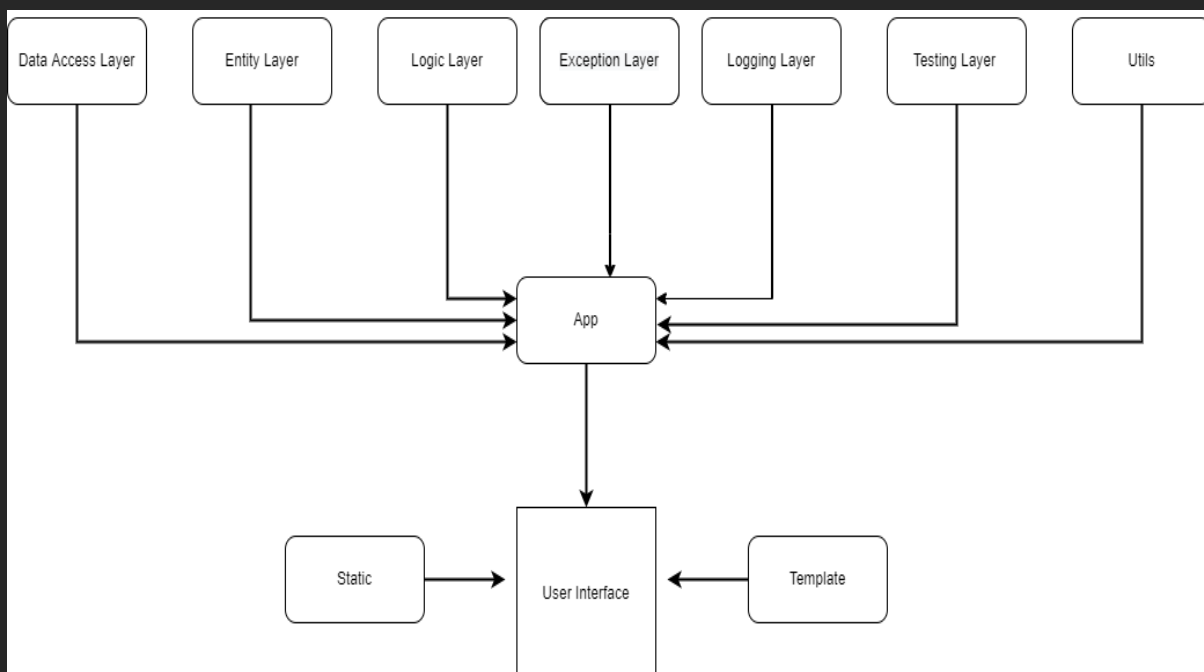 Data Access Layer
Entity Layer
Logic Layer
Exception Layer
Logging Layer
Testing Layer
Utils
App
Static
User Interface
Template